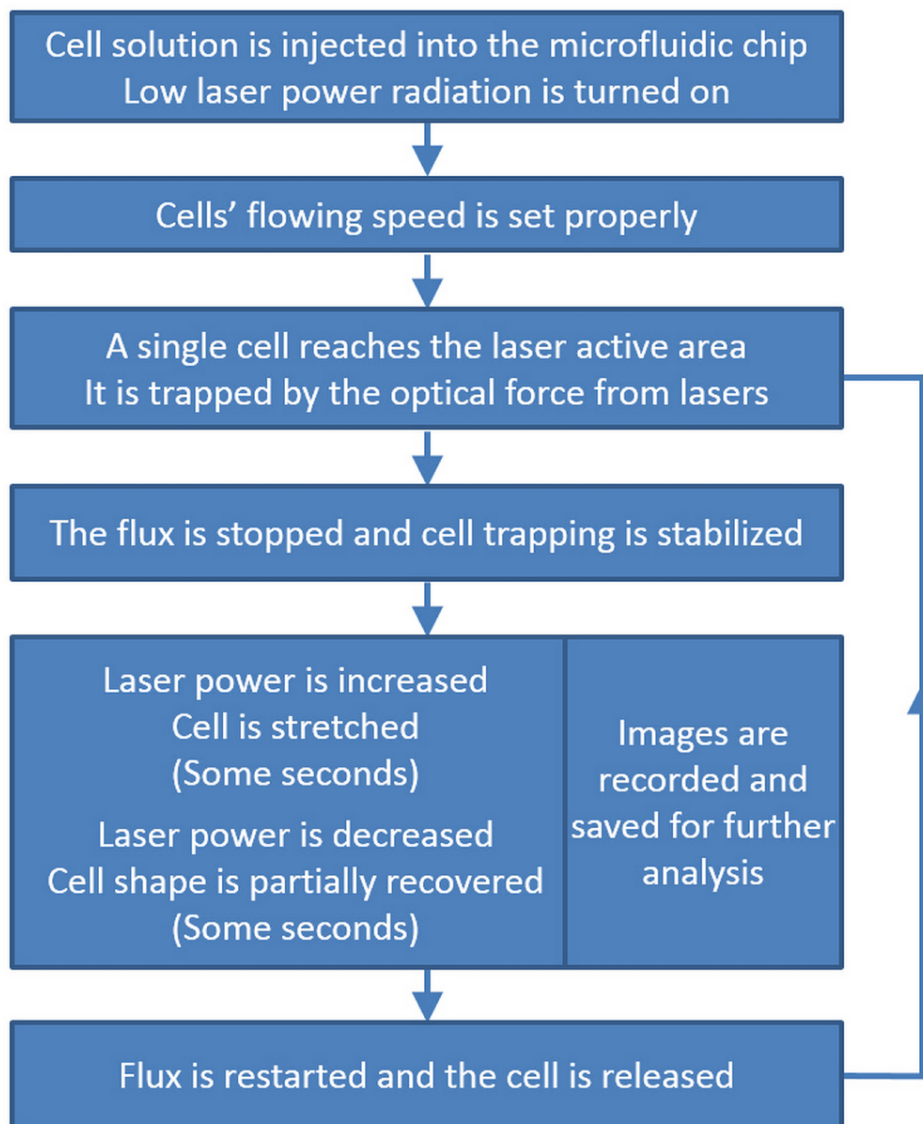 Cell solution is injected into the microfluidic chip
Low laser power radiation is turned on
Cells’ flowing speed is set properly
A single cell reaches the laser active area
It is trapped by the optical force from lasers
The flux is stopped and cell trapping is stabilized
Laser power is increased
Cell is stretched
(Some seconds)
Laser power is decreased
Cell shape is partially recovered
(Some seconds)
Images are
recorded and
saved for further
analysis
Flux is restarted and the cell is released